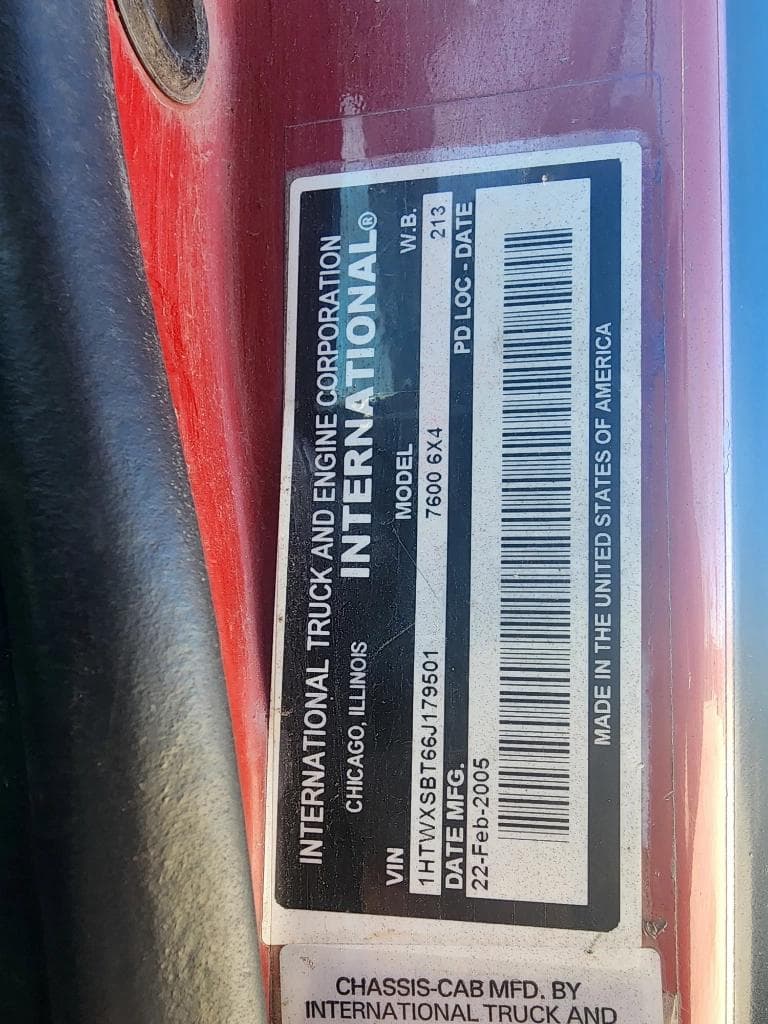 INTERNATIONAL TRUCK AND ENGINE CORPORATION
CHICAGO, ILLINOIS INTERNATIONAL®
VIN MODEL W.B.
1HTWXSBT66J179501 7600 6X4 213
DATE MFG. PD LOC - DATE
22-Feb-2005
MADE IN THE UNITED STATES OF AMERICA
CHASSIS-CAB MFD. BY
INTERNATIONAL TRUCK AND